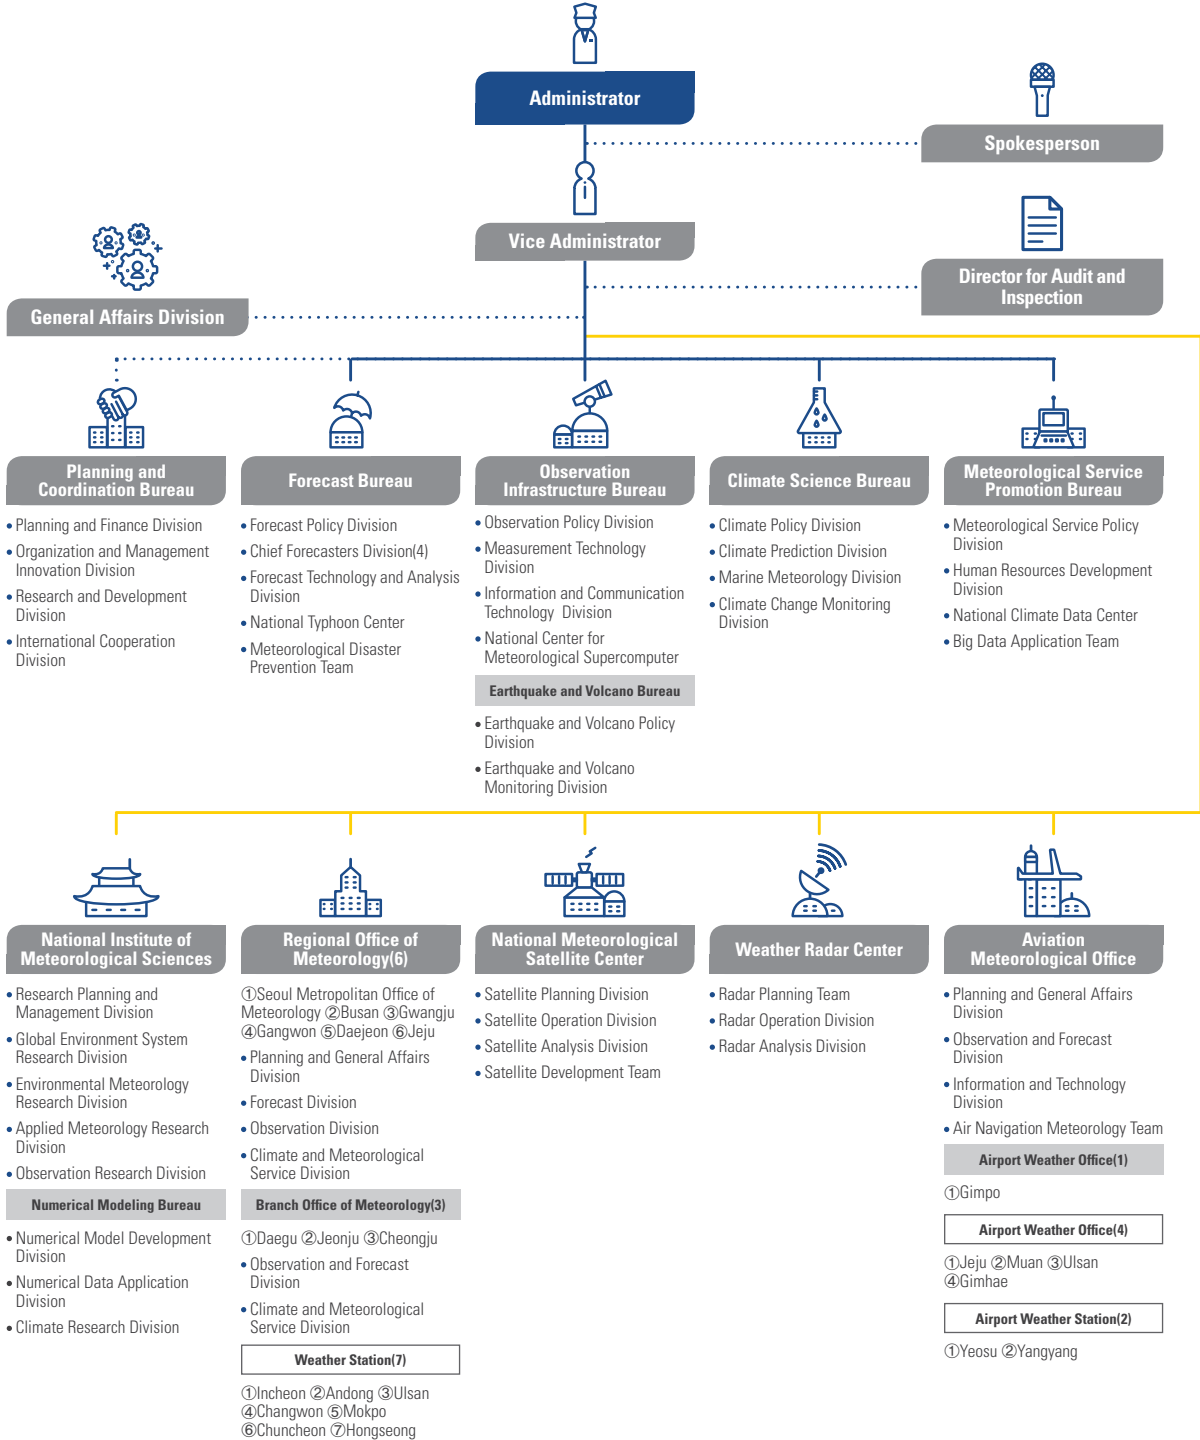 Administrator
Spokesperson
Vice Administrator
Director for Audit and
Inspection
General Affairs Division
Planning and
Coordination Bureau
• Planning and Finance Division
• Organization and Management
Innovation Division
• Research and Development
Division
• International Cooperation
Division
Forecast Bureau
• Forecast Policy Division
• Chief Forecasters Division(4)
• Forecast Technology and Analysis
Division
• National Typhoon Center
• Meteorological Disaster
Prevention Team
Observation
Infrastructure Bureau
• Observation Policy Division
• Measurement Technology
Division
• Information and Communication
Technology Division
• National Center for
Meteorological Supercomputer
Earthquake and Volcano Bureau
• Earthquake and Volcano Policy
Division
• Earthquake and Volcano
Monitoring Division
Climate Science Bureau
• Climate Policy Division
• Climate Prediction Division
• Marine Meteorology Division
• Climate Change Monitoring
Division
Meteorological Service
Promotion Bureau
• Meteorological Service Policy
Division
• Human Resources Development
Division
• National Climate Data Center
• Big Data Application Team
National Institute of
Meteorological Sciences
• Research Planning and
Management Division
• Global Environment System
Research Division
• Environmental Meteorology
Research Division
• Applied Meteorology Research
Division
• Observation Research Division
Numerical Modeling Bureau
• Numerical Model Development
Division
• Numerical Data Application
Division
• Climate Research Division
Regional Office of
Meteorology(6)
①Seoul Metropolitan Office of
Meteorology ②Busan ③Gwangju
④Gangwon ⑤Daejeon ⑥Jeju
• Planning and General Affairs
Division
• Forecast Division
• Observation Division
• Climate and Meteorological
Service Division
Branch Office of Meteorology(3)
①Daegu ②Jeonju ③Cheongju
• Observation and Forecast
Division
• Climate and Meteorological
Service Division
Weather Station(7)
①Incheon ②Andong ③Ulsan
④Changwon ⑤Mokpo
⑥Chuncheon ⑦Hongseong
National Meteorological
Satellite Center
• Satellite Planning Division
• Satellite Operation Division
• Satellite Analysis Division
• Satellite Development Team
Weather Radar Center
• Radar Planning Team
• Radar Operation Division
• Radar Analysis Division
Aviation
Meteorological Office
• Planning and General Affairs
Division
• Observation and Forecast
Division
• Information and Technology
Division
• Air Navigation Meteorology Team
Airport Weather Office(1)
①Gimpo
Airport Weather Office(4)
①Jeju ②Muan ③Ulsan
④Gimhae
Airport Weather Station(2)
①Yeosu ②Yangyang